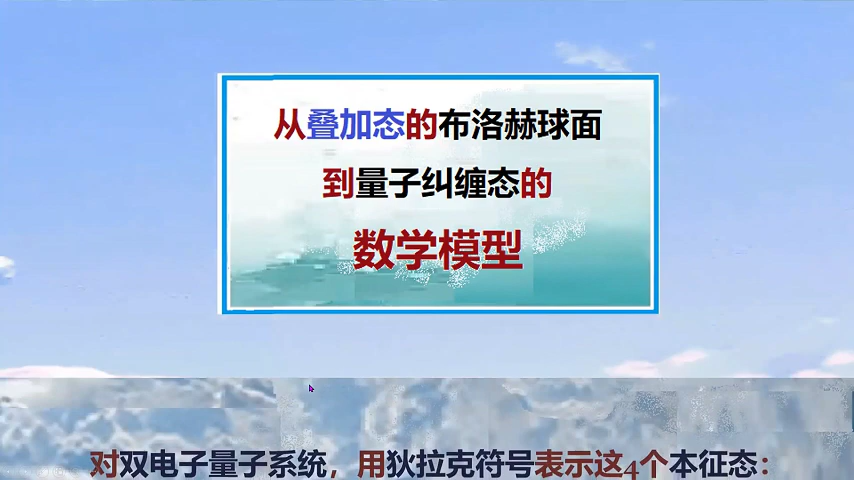 从叠加态的布洛赫球面
到量子纠缠态的
数学模型
对双电子量子系统，用狄拉克符号表示这4个本征态：